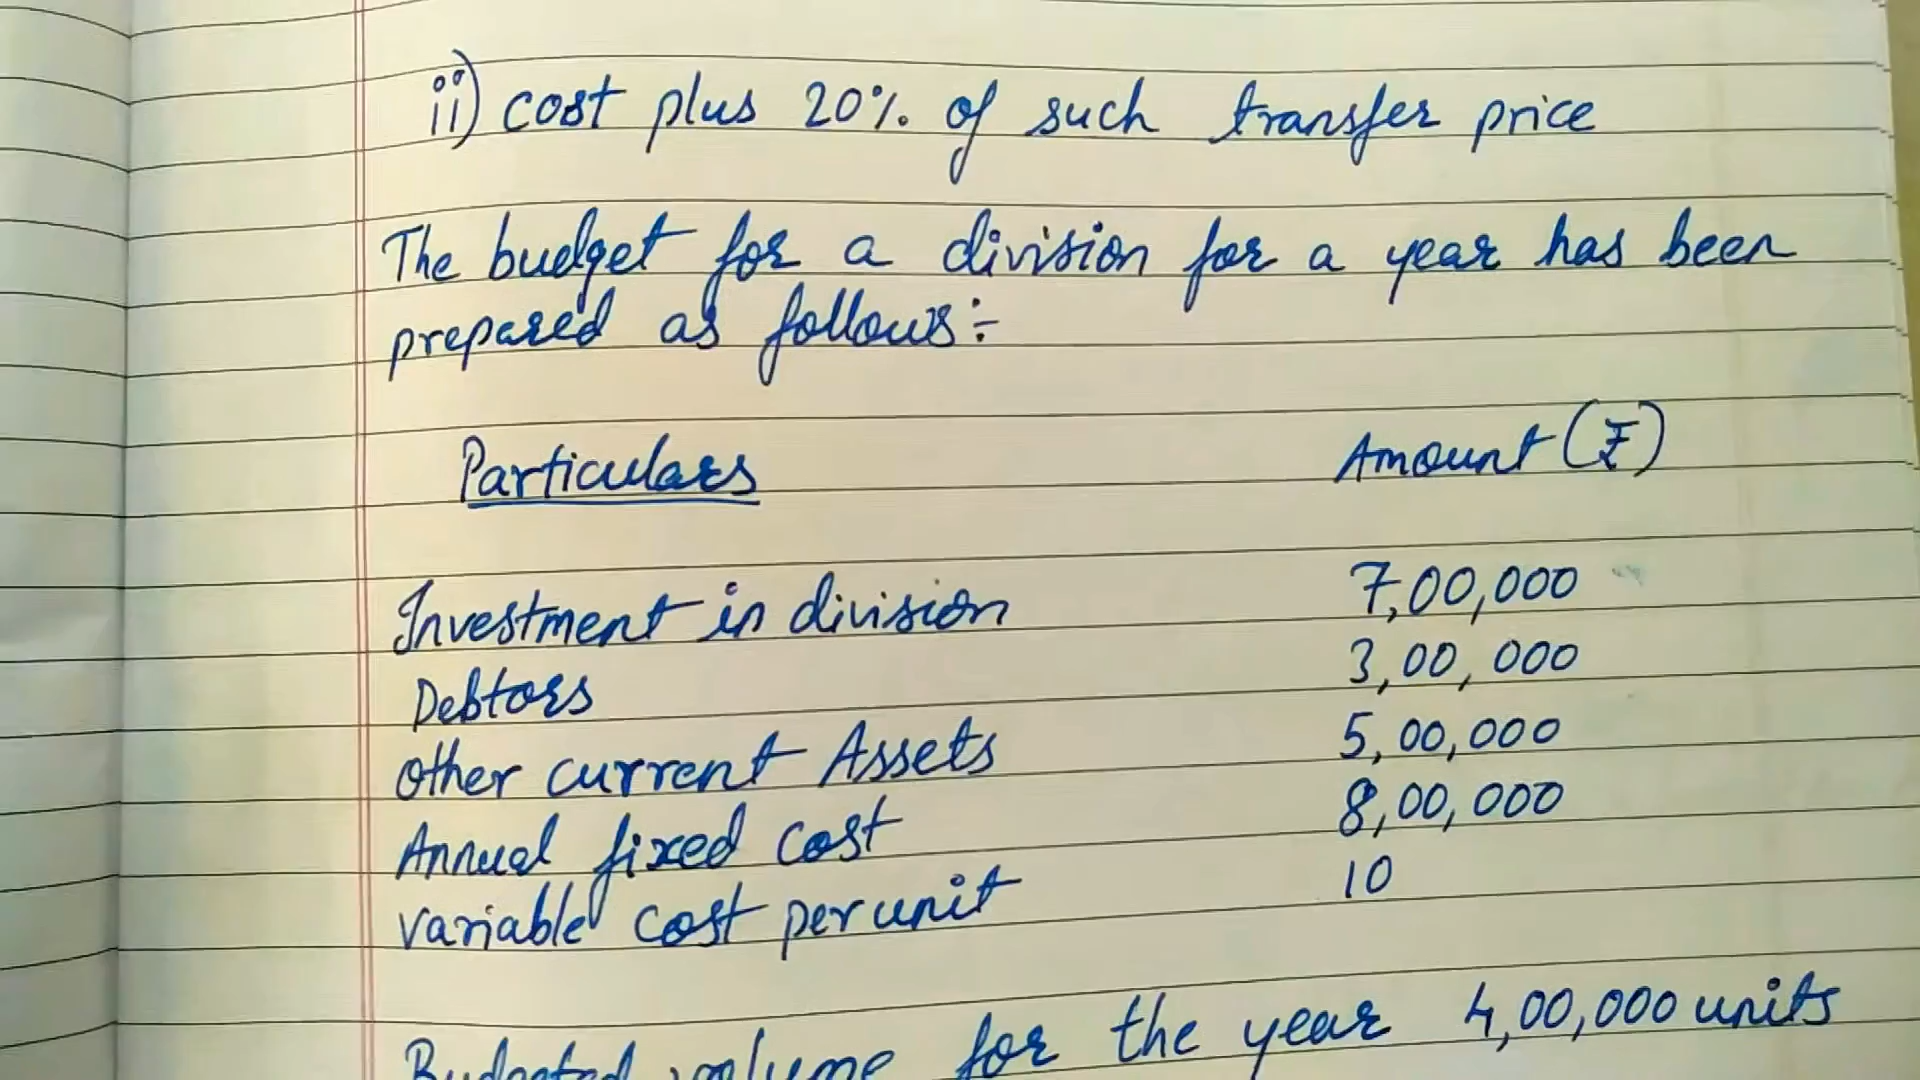 ii) cost plus 20% of such transfer price
The budget for a division for a year has been
prepared as follows:-
Particulars Amount (₹)
Investment in division 7,00,000
Debtors 3,00,000
other current Assets 5,00,000
Annual fixed cost 8,00,000
variable cost per unit 10
Budgeted volume for the year 4,00,000 units